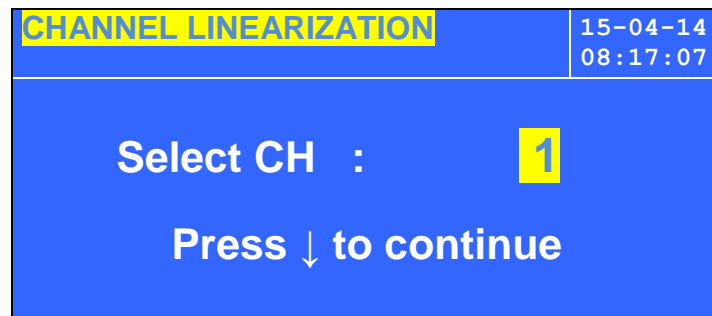 CHANNEL LINEARIZATION
15-04-14
08:17:07
Select CH : 1
Press ↓ to continue